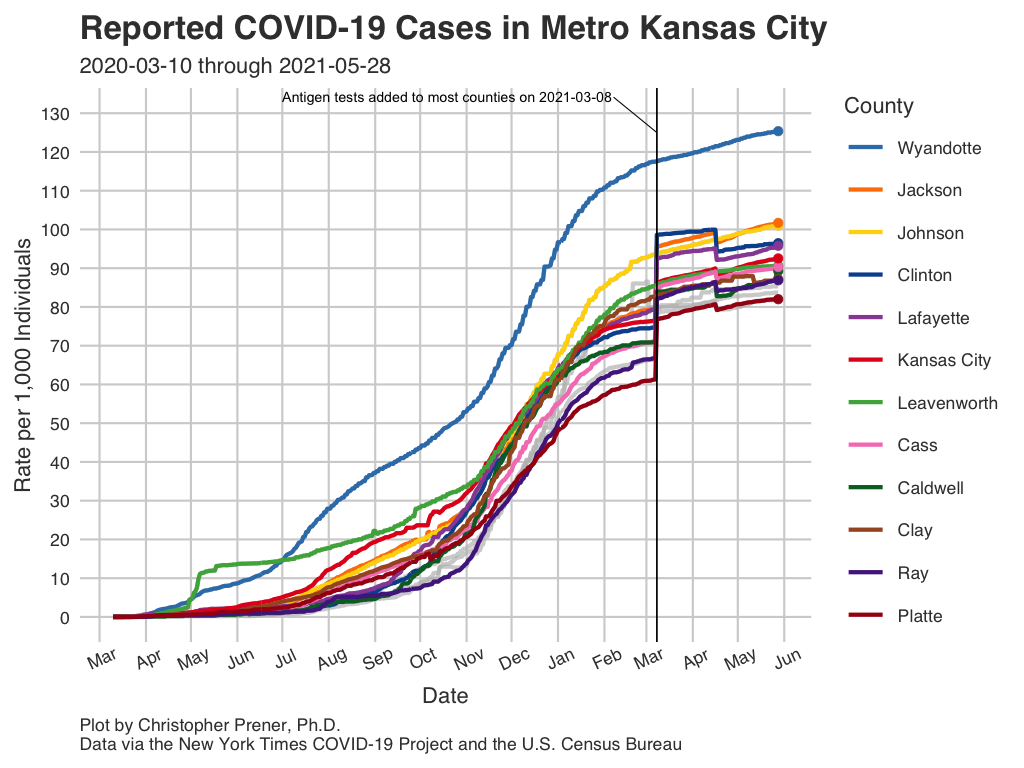 Reported COVID-19 Cases in Metro Kansas City
2020-03-10 through 2021-05-28
Antigen tests added to most counties on 2021-03-08
Rate per 1,000 Individuals
130
120
110
100
90
80
70
60
50
40
30
20
10
0
Mar Apr May Jun Jul Aug Sep Oct Nov Dec Jan Feb Mar Apr May Jun
Date
County
Wyandotte
Jackson
Johnson
Clinton
Lafayette
Kansas City
Leavenworth
Cass
Caldwell
Clay
Ray
Platte
Plot by Christopher Prener, Ph.D.
Data via the New York Times COVID-19 Project and the U.S. Census Bureau